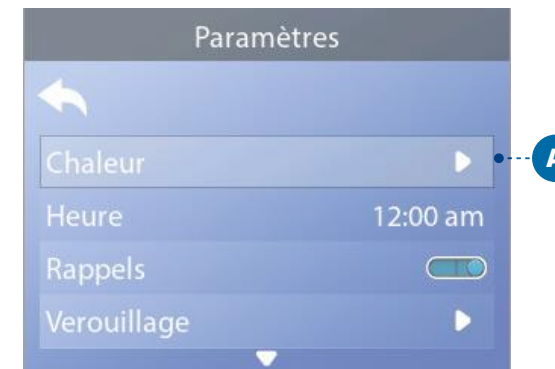 Paramètres
Chaleur
A
Heure 12:00 am
Rappels
Verouillage